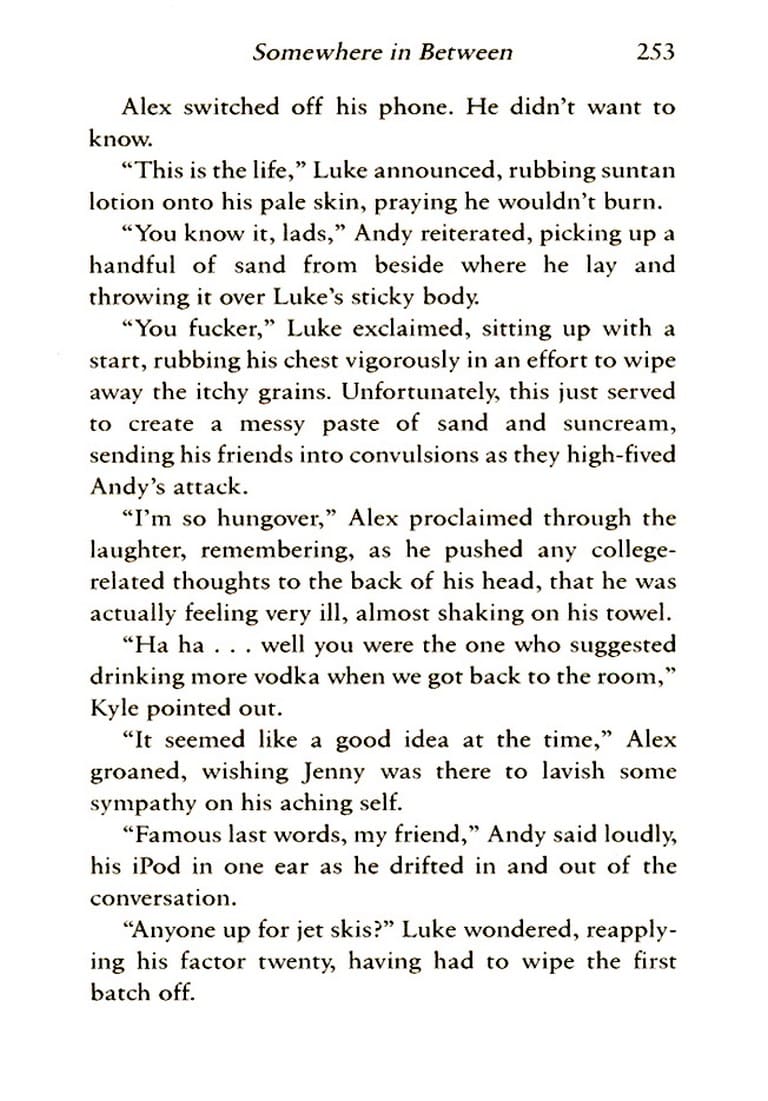 Somewhere in Between 253
Alex switched off his phone. He didn't want to
know.
“This is the life,” Luke announced, rubbing suntan
lotion onto his pale skin, praying he wouldn't burn.
“You know it, lads,” Andy reiterated, picking up a
handful of sand from beside where he lay and
throwing it over Luke's sticky body.
“You fucker,” Luke exclaimed, sitting up with a
start, rubbing his chest vigorously in an effort to wipe
away the itchy grains. Unfortunately, this just served
to create a messy paste of sand and suncream,
sending his friends into convulsions as they high-fived
Andy's attack.
“I'm so hungover,” Alex proclaimed through the
laughter, remembering, as he pushed any college-
related thoughts to the back of his head, that he was
actually feeling very ill, almost shaking on his towel.
“Ha ha . . . well you were the one who suggested
drinking more vodka when we got back to the room,”
Kyle pointed out.
“It seemed like a good idea at the time,” Alex
groaned, wishing Jenny was there to lavish some
sympathy on his aching self.
“Famous last words, my friend,” Andy said loudly,
his iPod in one ear as he drifted in and out of the
conversation.
“Anyone up for jet skis?” Luke wondered, reapply-
ing his factor twenty, having had to wipe the first
batch off.